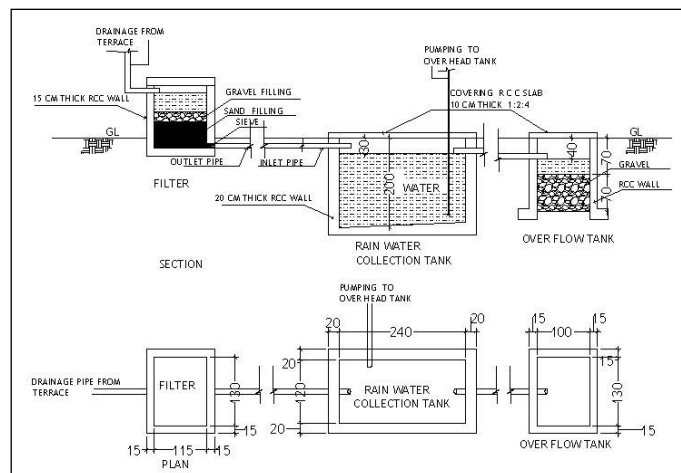 DRAINAGE FROM
TERRACE
PUMPING TO
OVER HEAD TANK
15 CM THICK RCC WALL
GRAVEL FILLING
SAND FILLING
SIEVE
COVERING R C C SLAB
10 CM THICK 1:2:4
GL
GL
OUTLET PIPE
INLET PIPE
30
200
WATER
40
70
70
GRAVEL
RCC WALL
FILTER
20 CM THICK RCC WALL
RAIN WATER
COLLECTION TANK
OVER FLOW TANK
SECTION
PUMPING TO
OVER HEAD TANK
20
240
20
15
100
15
20
15
DRAINAGE PIPE FROM
TERRACE
FILTER
130
120
RAIN WATER
COLLECTION TANK
130
20
15
15
15
115
15
PLAN
OVER FLOW TANK